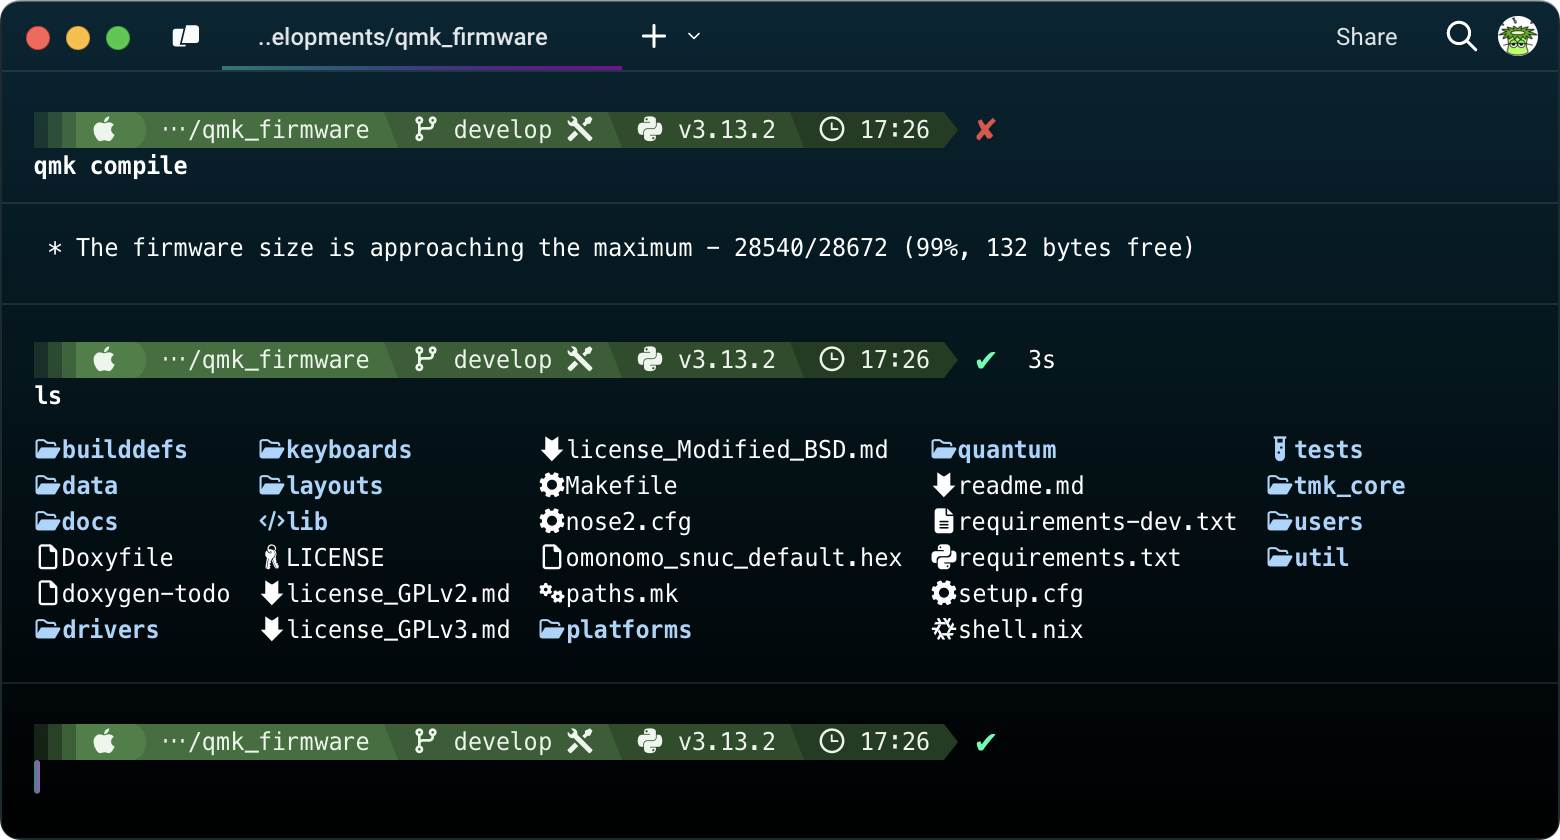 ..elopments/qmk_firmware
Share
···/qmk_firmware develop v3.13.2 17:26 ✘
qmk compile
* The firmware size is approaching the maximum - 28540/28672 (99%, 132 bytes free)
···/qmk_firmware develop v3.13.2 17:26 ✔ 3s
ls
builddefs keyboards license_Modified_BSD.md quantum tests
data layouts Makefile readme.md tmk_core
docs lib nose2.cfg requirements-dev.txt users
Doxyfile LICENSE omonomo_snuc_default.hex requirements.txt util
doxygen-todo license_GPLv2.md paths.mk setup.cfg
drivers license_GPLv3.md platforms shell.nix
···/qmk_firmware develop v3.13.2 17:26 ✔